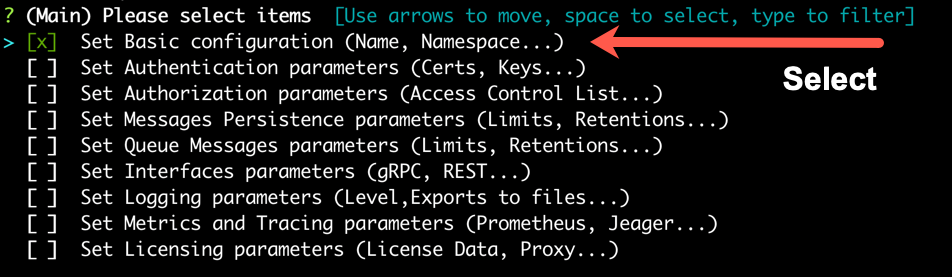 ? (Main) Please select items  [Use arrows to move, space to select, type to filter]
> [x]  Set Basic configuration (Name, Namespace...)
[ ]  Set Authentication parameters (Certs, Keys...)
Select
[ ]  Set Authorization parameters (Access Control List...)
[ ]  Set Messages Persistence parameters (Limits, Retentions...)
[ ]  Set Queue Messages parameters (Limits, Retentions...)
[ ]  Set Interfaces parameters (gRPC, REST...)
[ ]  Set Logging parameters (Level,Exports to files...)
[ ]  Set Metrics and Tracing parameters (Prometheus, Jeager...)
[ ]  Set Licensing parameters (License Data, Proxy...)